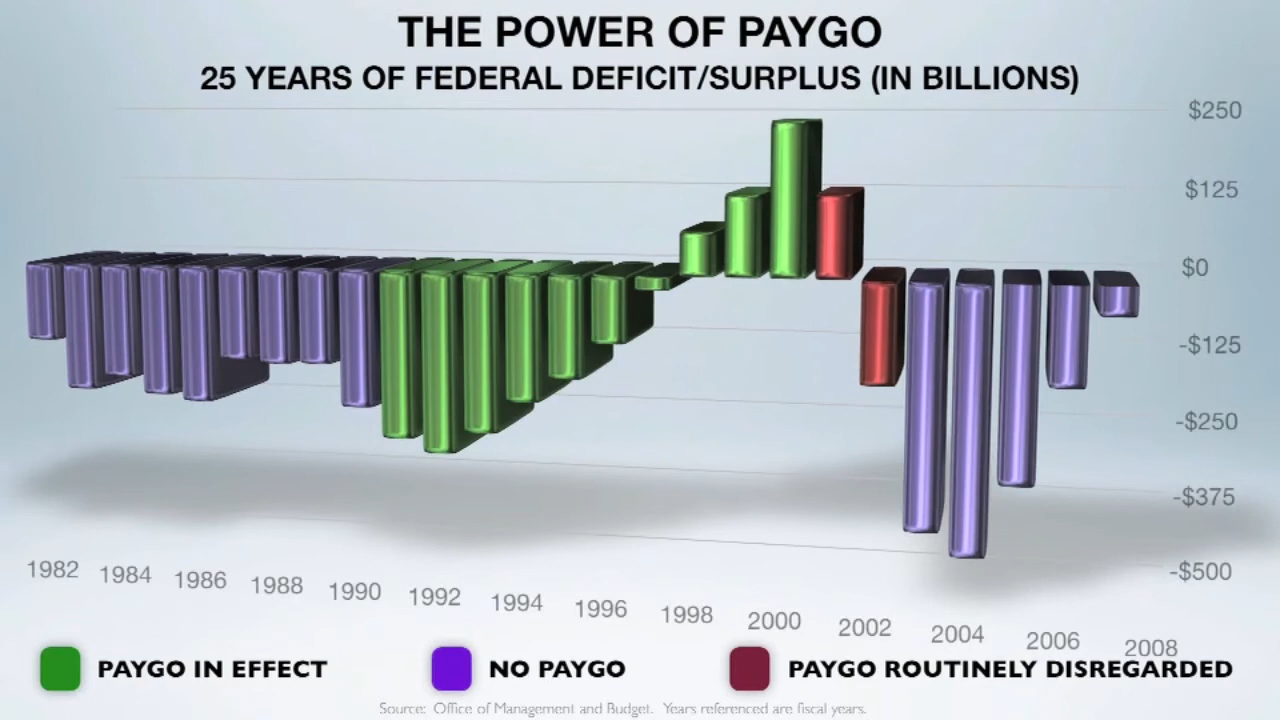 THE POWER OF PAYGO
25 YEARS OF FEDERAL DEFICIT/SURPLUS (IN BILLIONS)
$250
$125
$0
-$125
-$250
-$375
-$500
1982 1984 1986 1988 1990 1992 1994 1996 1998 2000 2002 2004 2006 2008
PAYGO IN EFFECT NO PAYGO PAYGO ROUTINELY DISREGARDED
Source: Office of Management and Budget. Years referenced are fiscal years.